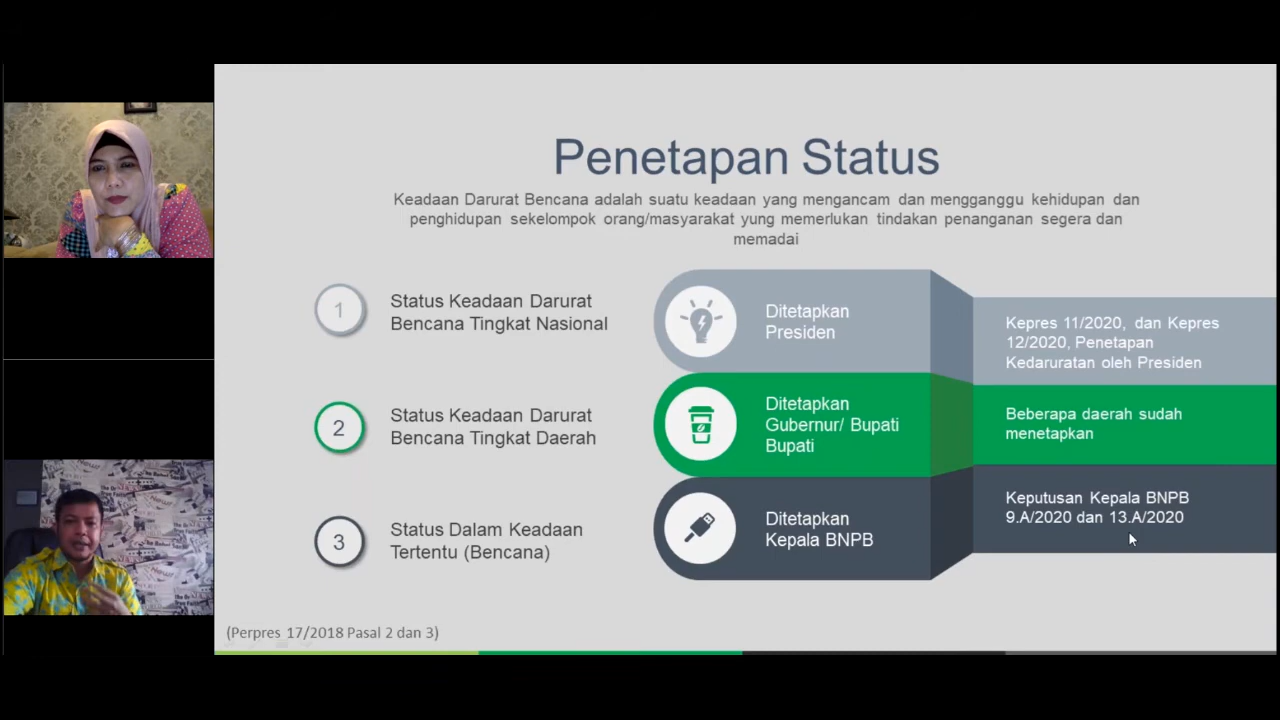 Penetapan Status
Keadaan Darurat Bencana adalah suatu keadaan yang mengancam dan mengganggu kehidupan dan
penghidupan sekelompok orang/masyarakat yung memerlukan tindakan penanganan segera dan
memadai
1
Status Keadaan Darurat
Bencana Tingkat Nasional
Ditetapkan
Presiden
Kepres 11/2020, dan Kepres
12/2020, Penetapan
Kedaruratan oleh Presiden
2
Status Keadaan Darurat
Bencana Tingkat Daerah
Ditetapkan
Gubernur/ Bupati
Bupati
Beberapa daerah sudah
menetapkan
3
Status Dalam Keadaan
Tertentu (Bencana)
Ditetapkan
Kepala BNPB
Keputusan Kepala BNPB
9.A/2020 dan 13.A/2020
(Perpres 17/2018 Pasal 2 dan 3)